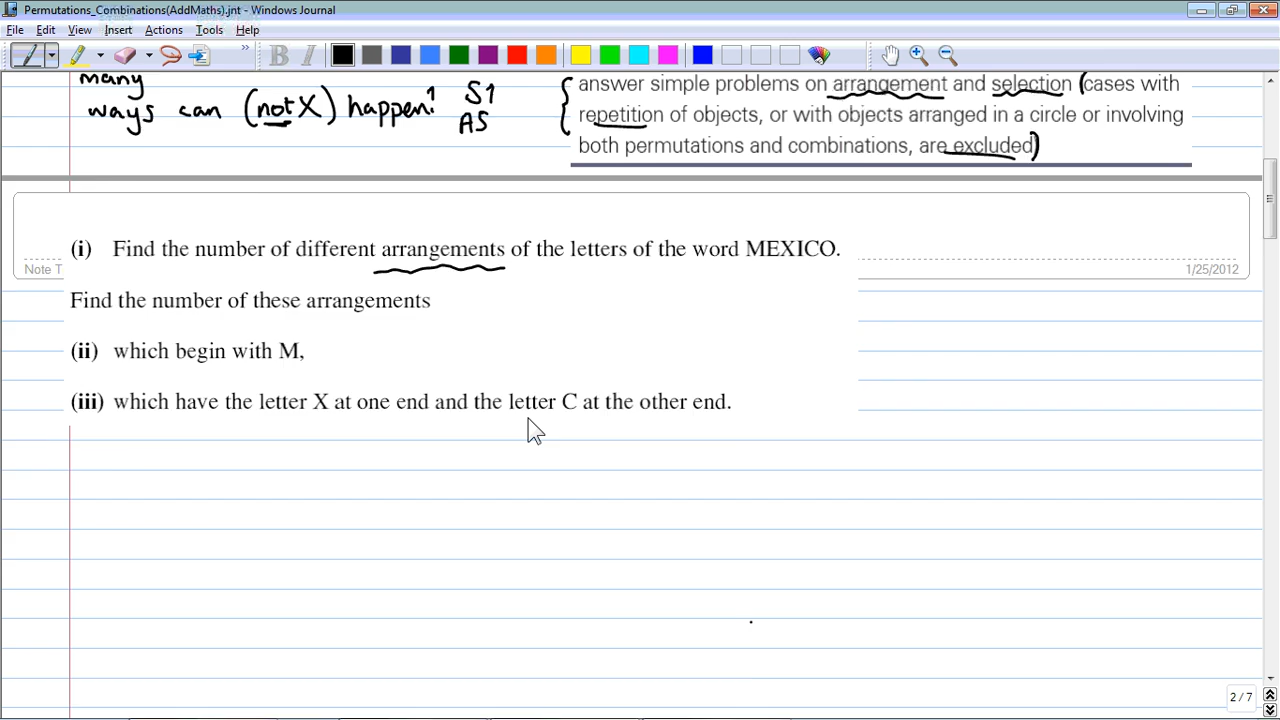 Permutations_Combinations(AddMaths).jnt - Windows Journal
File Edit View Insert Actions Tools Help
many
ways can (not X) happen? S1
AS
answer simple problems on arrangement and selection (cases with
repetition of objects, or with objects arranged in a circle or involving
both permutations and combinations, are excluded)
(i) Find the number of different arrangements of the letters of the word MEXICO.
Note T
1/25/2012
Find the number of these arrangements
(ii) which begin with M,
(iii) which have the letter X at one end and the letter C at the other end.
2 / 7